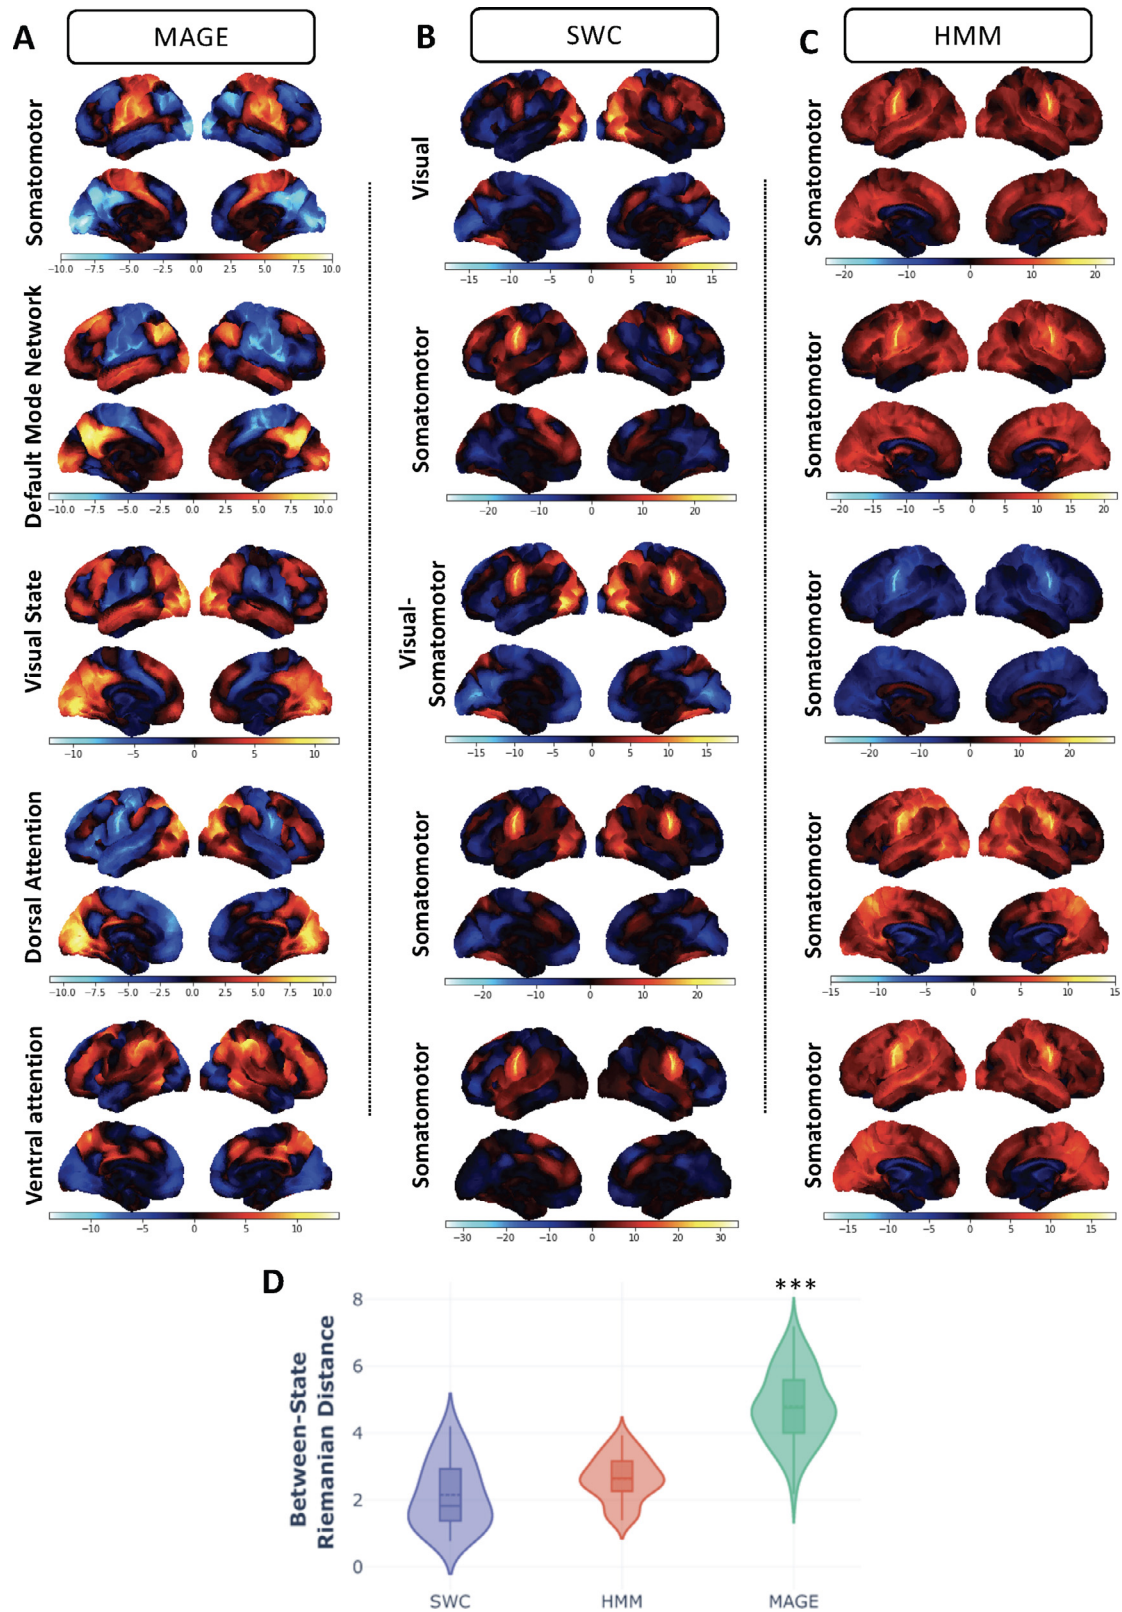 A
MAGE
Somatomotor
−10.0 −7.5 −5.0 −2.5 0.0 2.5 5.0 7.5 10.0
Default Mode Network
−10.0 −7.5 −5.0 −2.5 0.0 2.5 5.0 7.5 10.0
Visual State
−10 −5 0 5 10
Dorsal Attention
−10.0 −7.5 −5.0 −2.5 0.0 2.5 5.0 7.5 10.0
Ventral attention
−10 −5 0 5 10
B
SWC
Visual
−15 −10 −5 0 5 10 15
Somatomotor
−20 −10 0 10 20
Visual-
Somatomotor
−15 −10 −5 0 5 10 15
Somatomotor
−20 −10 0 10 20
Somatomotor
−30 −20 −10 0 10 20 30
C
HMM
Somatomotor
−20 −10 0 10 20
Somatomotor
−20 −15 −10 −5 0 5 10 15 20
Somatomotor
−20 −10 0 10 20
Somatomotor
−15 −10 −5 0 5 10 15
Somatomotor
−15 −10 −5 0 5 10 15
D
Between-State
Riemanian Distance
8
6
4
2
0
***
SWC HMM MAGE